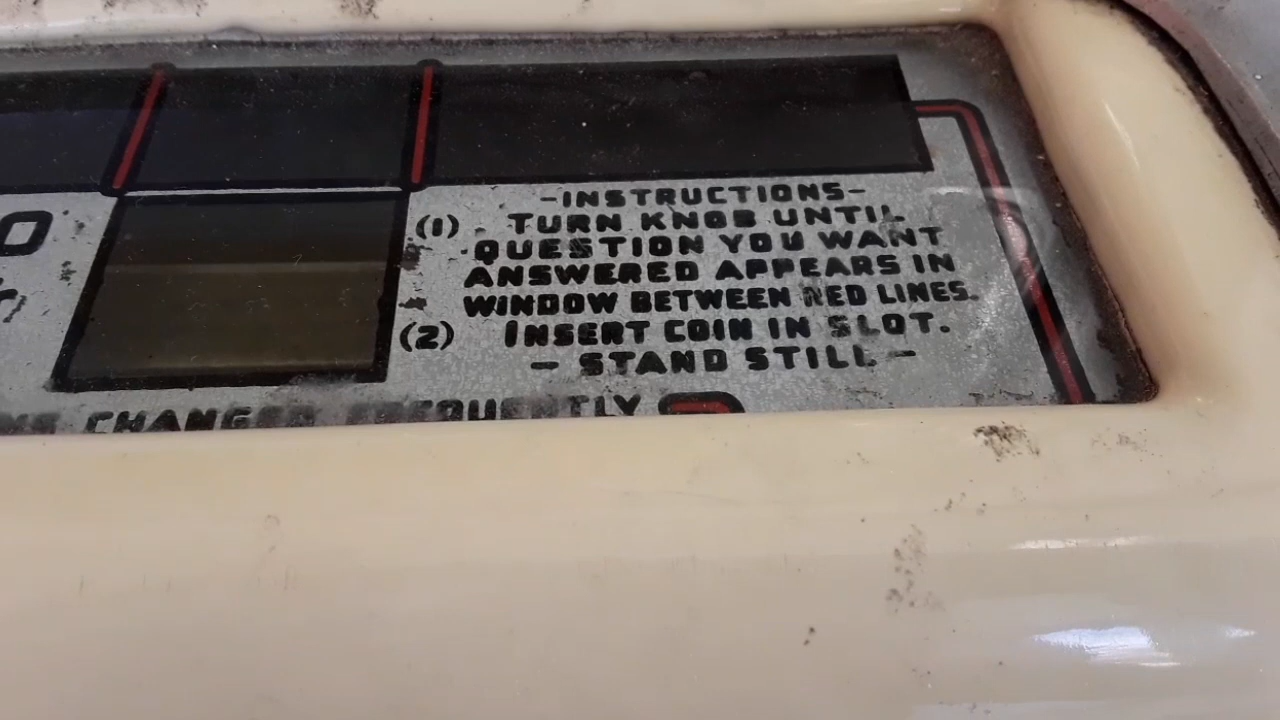 -INSTRUCTIONS-
(1) TURN KNOB UNTIL
QUESTION YOU WANT
ANSWERED APPEARS IN
WINDOW BETWEEN RED LINES.
(2) INSERT COIN IN SLOT.
- STAND STILL -
CHANGED FREQUENTLY